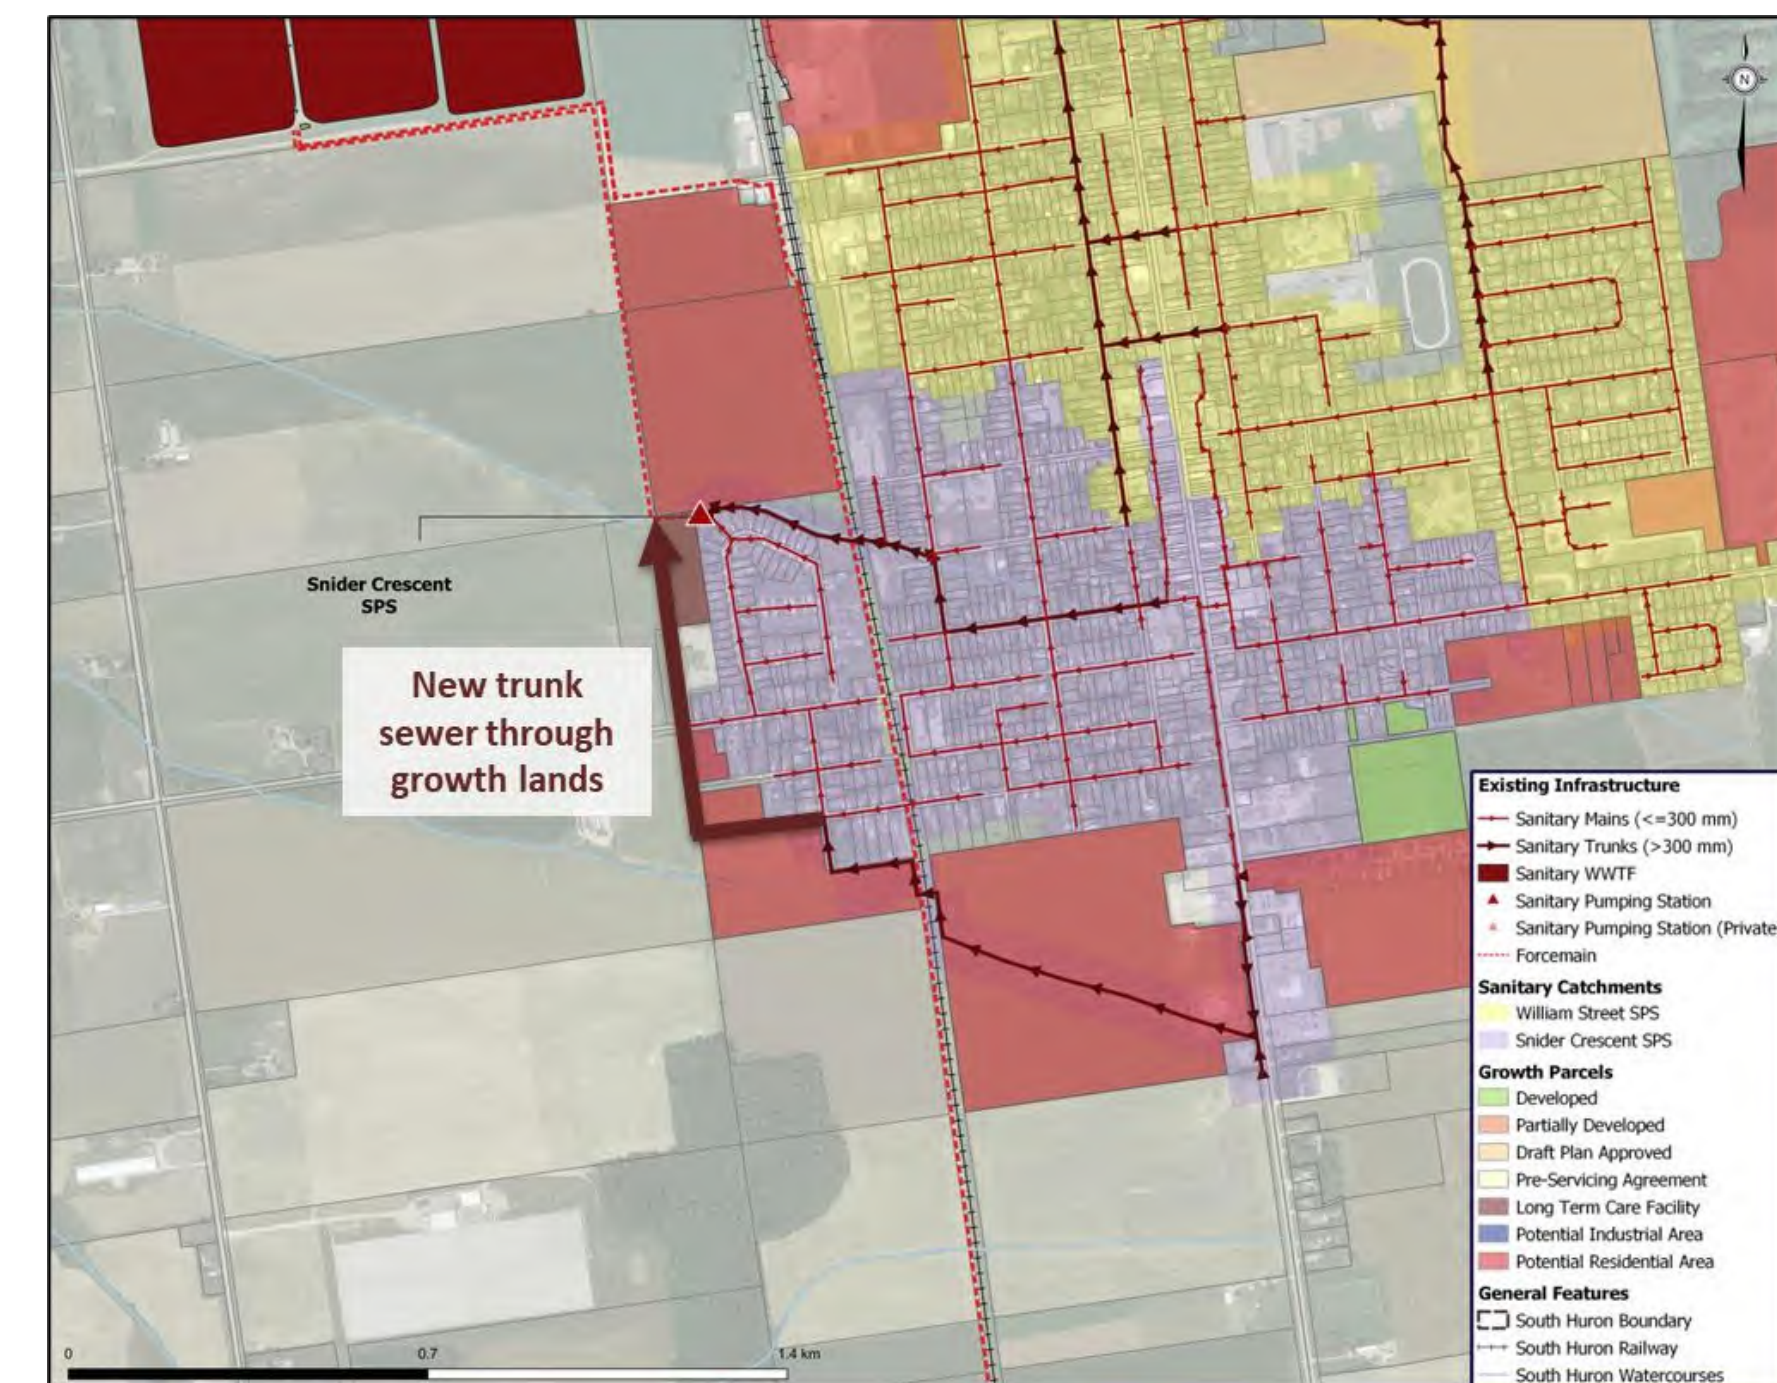 N
Snider Crescent
SPS
New trunk
sewer through
growth lands
Existing Infrastructure
Sanitary Mains (<=300 mm)
Sanitary Trunks (>300 mm)
Sanitary WWTF
Sanitary Pumping Station
Sanitary Pumping Station (Private
Forcemain
Sanitary Catchments
William Street SPS
Snider Crescent SPS
Growth Parcels
Developed
Partially Developed
Draft Plan Approved
Pre-Servicing Agreement
Long Term Care Facility
Potential Industrial Area
Potential Residential Area
General Features
South Huron Boundary
South Huron Railway
South Huron Watercourses
0 0.7 1.4 km